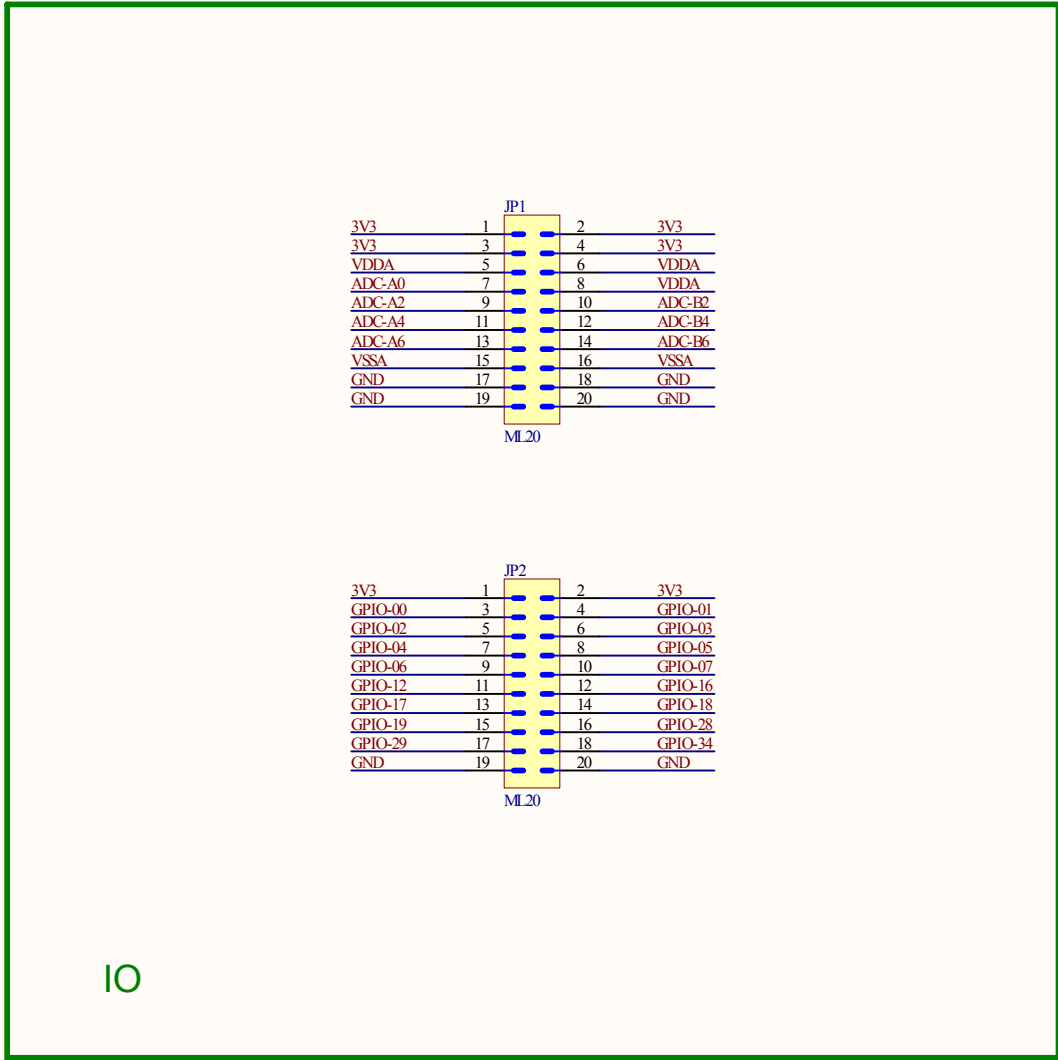 JP1
3V3 1 2 3V3
3V3 3 4 3V3
VDDA 5 6 VDDA
ADC-A0 7 8 VDDA
ADC-A2 9 10 ADC-B2
ADC-A4 11 12 ADC-B4
ADC-A6 13 14 ADC-B6
VSSA 15 16 VSSA
GND 17 18 GND
GND 19 20 GND
ML20
JP2
3V3 1 2 3V3
GPIO-00 3 4 GPIO-01
GPIO-02 5 6 GPIO-03
GPIO-04 7 8 GPIO-05
GPIO-06 9 10 GPIO-07
GPIO-12 11 12 GPIO-16
GPIO-17 13 14 GPIO-18
GPIO-19 15 16 GPIO-28
GPIO-29 17 18 GPIO-34
GND 19 20 GND
ML20
IO